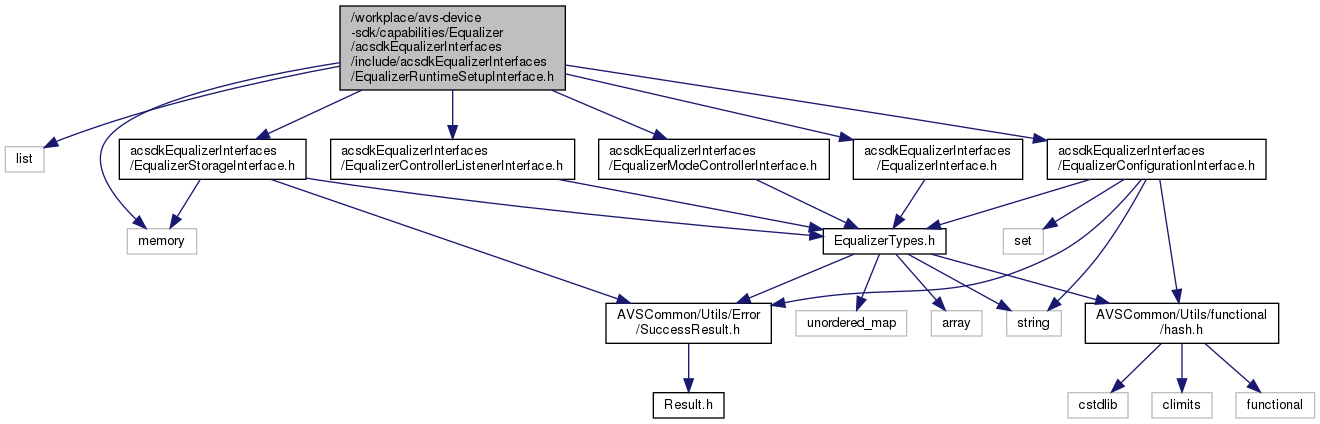 /workplace/avs-device
-sdk/capabilities/Equalizer
/acsdkEqualizerInterfaces
/include/acsdkEqualizerInterfaces
/EqualizerRuntimeSetupInterface.h
list
acsdkEqualizerInterfaces
/EqualizerStorageInterface.h
acsdkEqualizerInterfaces
/EqualizerControllerListenerInterface.h
acsdkEqualizerInterfaces
/EqualizerModeControllerInterface.h
acsdkEqualizerInterfaces
/EqualizerInterface.h
acsdkEqualizerInterfaces
/EqualizerConfigurationInterface.h
memory
EqualizerTypes.h
set
AVSCommon/Utils/Error
/SuccessResult.h
unordered_map
array
string
AVSCommon/Utils/functional
/hash.h
Result.h
cstdlib
climits
functional